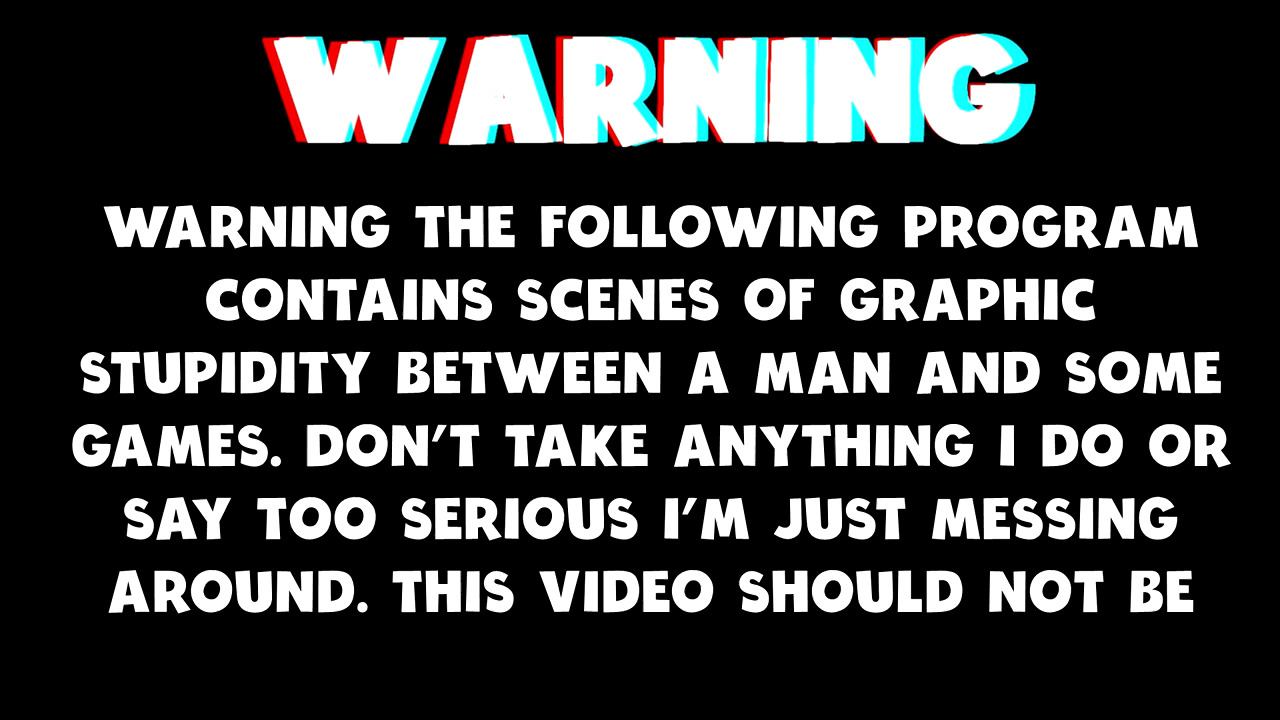 WARNING
WARNING THE FOLLOWING PROGRAM
CONTAINS SCENES OF GRAPHIC
STUPIDITY BETWEEN A MAN AND SOME
GAMES. DON'T TAKE ANYTHING I DO OR
SAY TOO SERIOUS I'M JUST MESSING
AROUND. THIS VIDEO SHOULD NOT BE